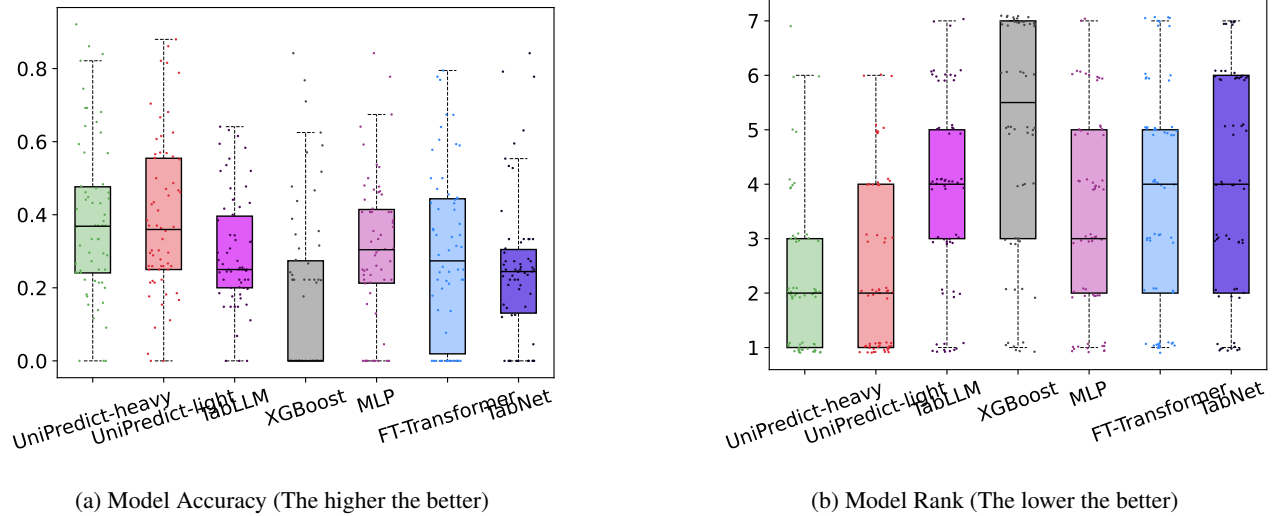 0.8
0.6
0.4
0.2
0.0
UniPredict-heavy
UniPredict-light
TabLLM
XGBoost
MLP
FT-Transformer
TabNet
(a) Model Accuracy (The higher the better)
7
6
5
4
3
2
1
UniPredict-heavy
UniPredict-light
TabLLM
XGBoost
MLP
FT-Transformer
TabNet
(b) Model Rank (The lower the better)